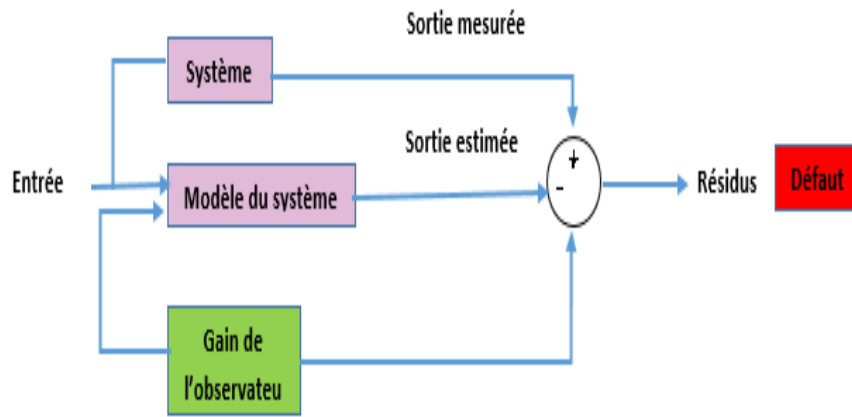 Sortie mesurée
Système
Sortie estimée
+
-
Entrée
Modèle du système
Résidus
Défaut
Gain de
l'observateu